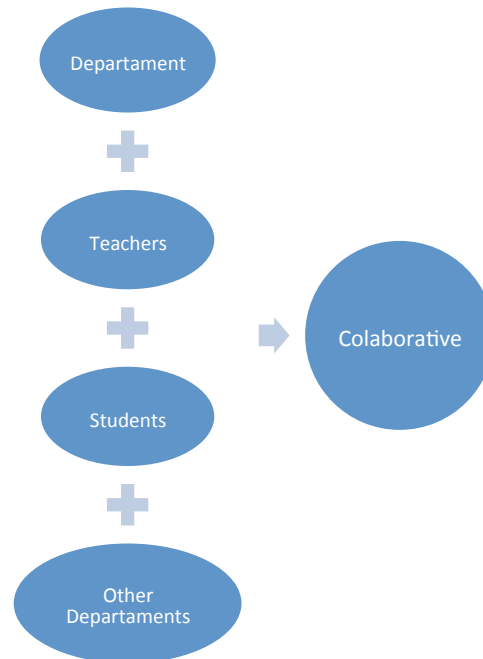 Departament
Teachers
Colaborative
Students
Other
Departaments